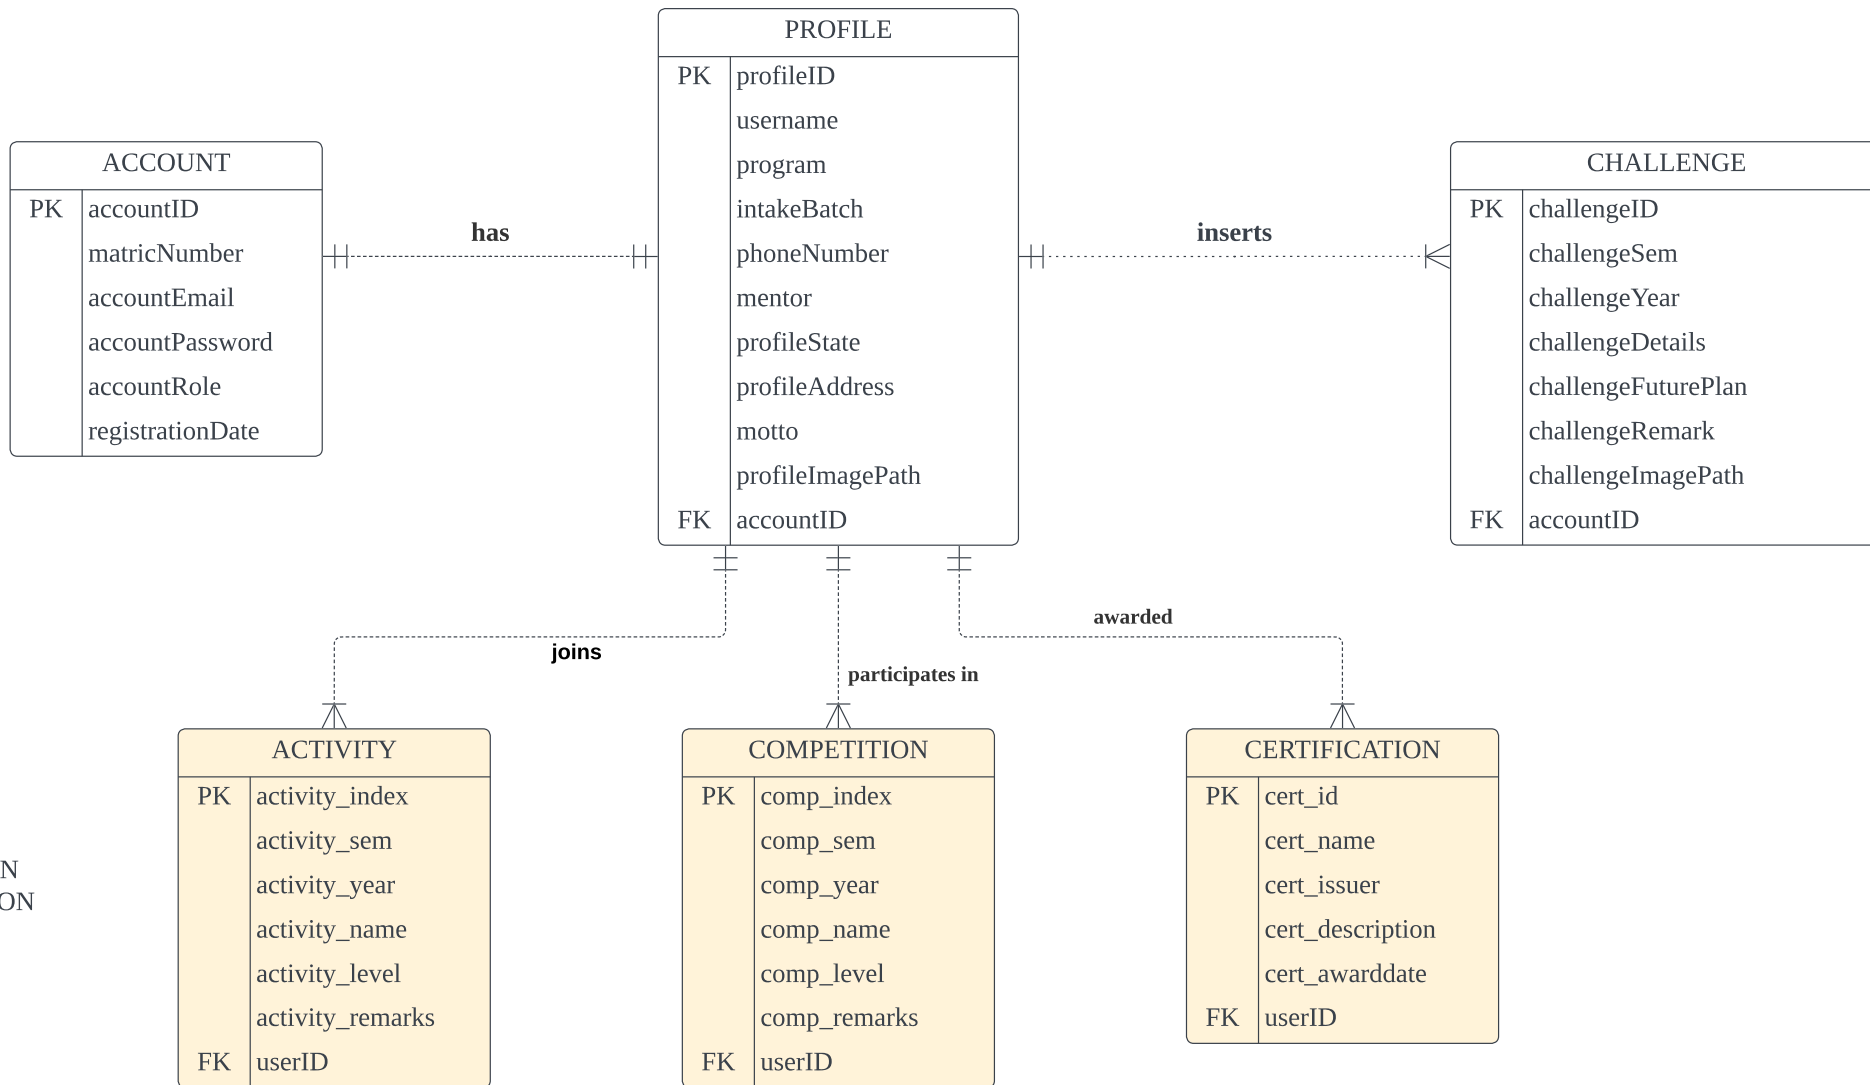 PROFILE
PK profileID
username
program
intakeBatch
phoneNumber
mentor
profileState
profileAddress
motto
profileImagePath
FK accountID
ACCOUNT
PK accountID
matricNumber
accountEmail
accountPassword
accountRole
registrationDate
has
inserts
CHALLENGE
PK challengeID
challengeSem
challengeYear
challengeDetails
challengeFuturePlan
challengeRemark
challengeImagePath
FK accountID
joins
participates in
awarded
N
ON
ACTIVITY
PK activity_index
activity_sem
activity_year
activity_name
activity_level
activity_remarks
FK userID
COMPETITION
PK comp_index
comp_sem
comp_year
comp_name
comp_level
comp_remarks
FK userID
CERTIFICATION
PK cert_id
cert_name
cert_issuer
cert_description
cert_awarddate
FK userID